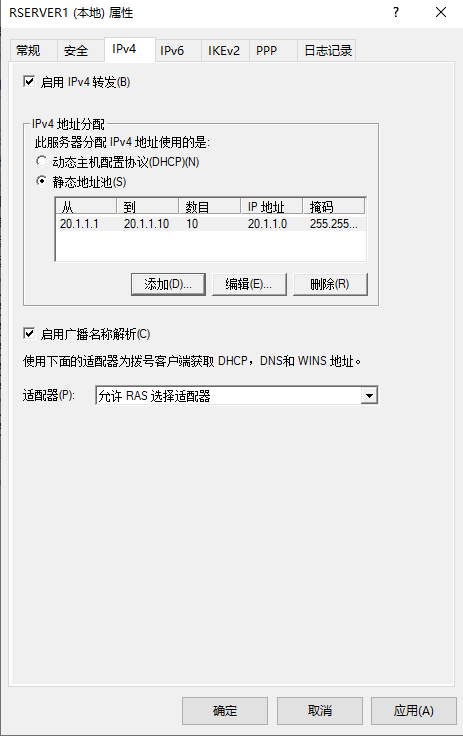 RSERVER1 (本地) 属性
? 
常规 安全 IPv4 IPv6 IKEv2 PPP 日志记录
启用 IPv4 转发(B)
IPv4 地址分配
此服务器分配 IPv4 地址使用的是:
动态主机配置协议(DHCP)(N)
静态地址池(S)
从 到 数目 IP 地址 掩码
20.1.1.1 20.1.1.10 10 20.1.1.0 255.255...
添加(D)... 编辑(E)... 删除(R)
启用广播名称解析(C)
使用下面的适配器为拨号客户端获取 DHCP，DNS和 WINS 地址。
适配器(P): 允许 RAS 选择适配器
确定 取消 应用(A)